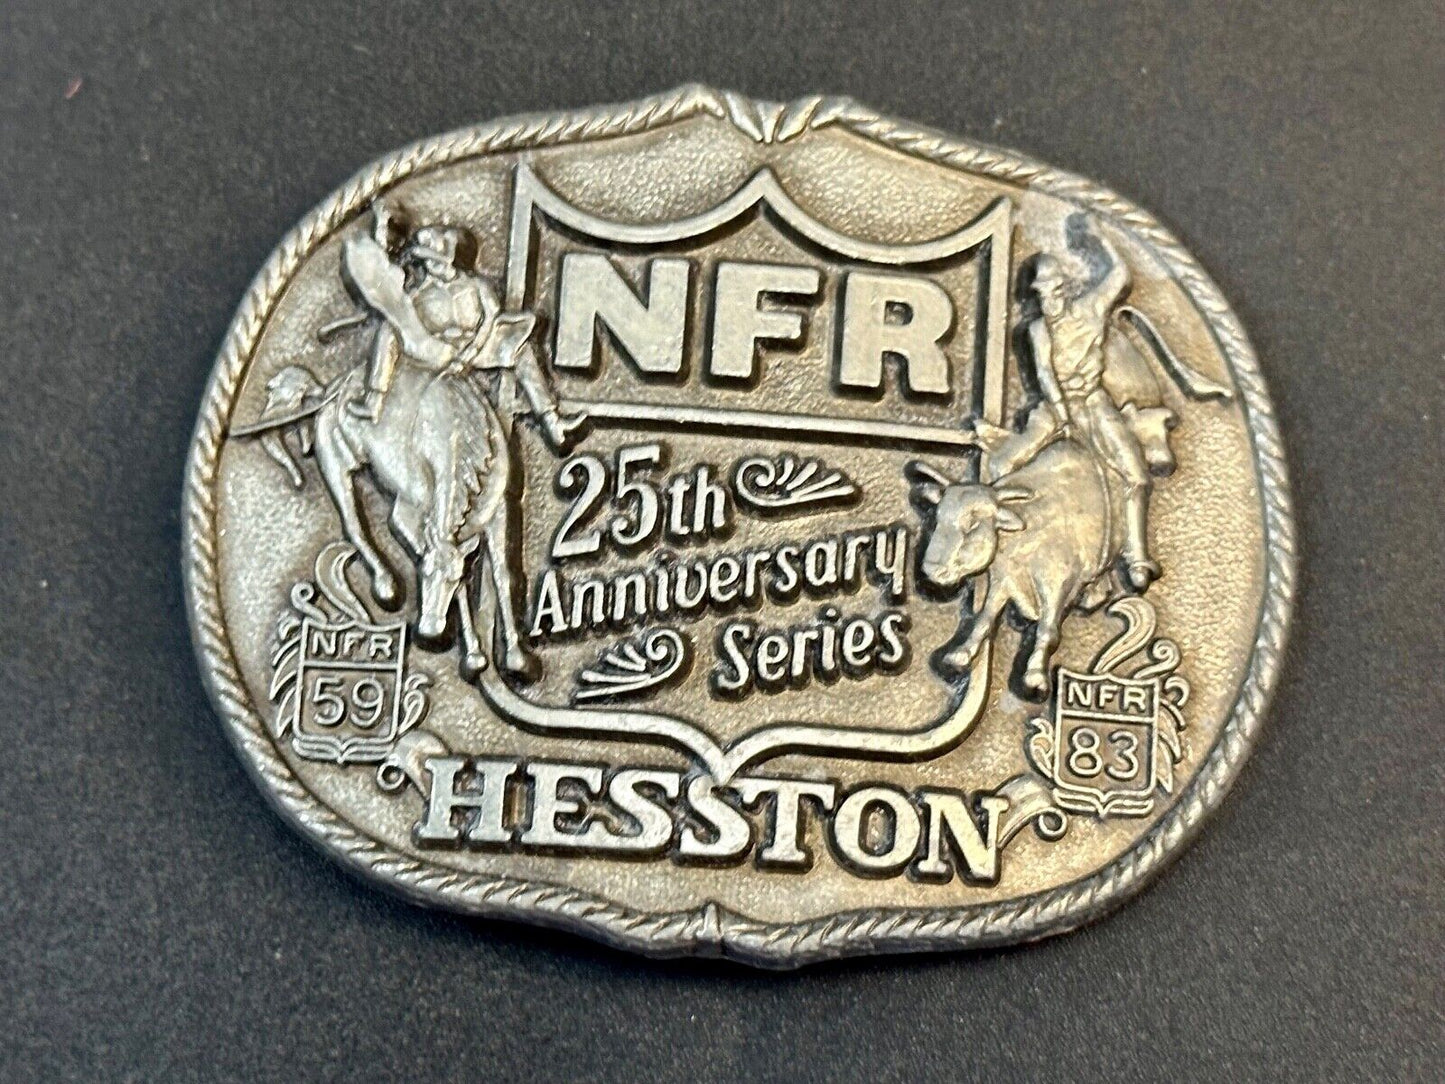 NFR
25th
Anniversary
Series
NFR
59
NFR
83
HESSTON